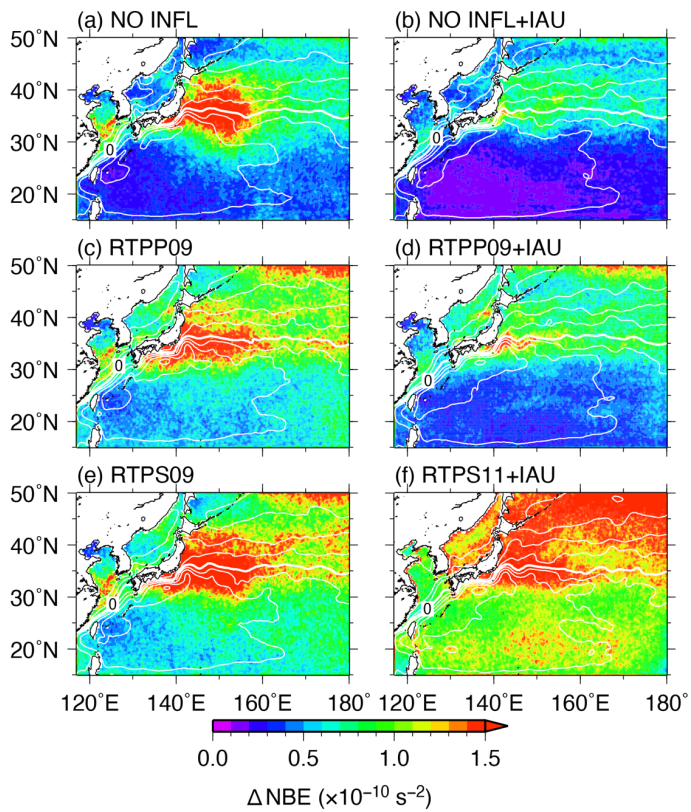 (a) NO INFL
(b) NO INFL+IAU
50°N
40°N
30°N
20°N
0
0
(c) RTPP09
(d) RTPP09+IAU
50°N
40°N
30°N
20°N
0
0
(e) RTPS09
(f) RTPS11+IAU
50°N
40°N
30°N
20°N
0
0
120°E 140°E 160°E 180° 120°E 140°E 160°E 180°
0.0 0.5 1.0 1.5
ΔNBE (×10⁻¹⁰ s⁻²)